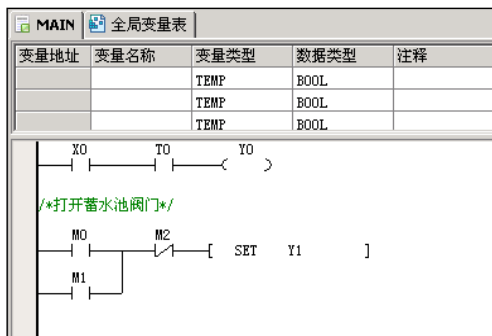 MAIN 全局变量表
变量地址 变量名称 变量类型 数据类型 注释
TEMP BOOL
TEMP BOOL
TEMP BOOL
X0 T0 Y0
/*打开蓄水池阀门*/
M0 M2
[ SET Y1 ]
M1